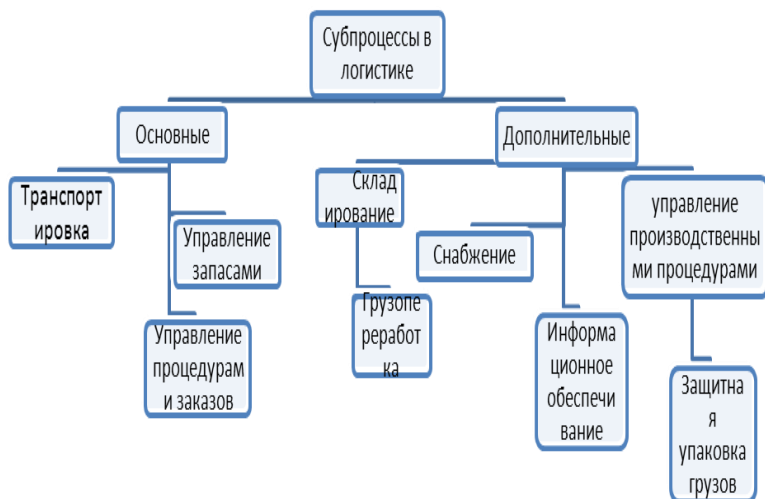 Субпроцессы в
логистике
Основные
Дополнительные
Транспорт
ировка
Управление
запасами
Управление
процедурам
и заказов
Склад
ирование
Грузопе
реработ
ка
Снабжение
Информа
ционное
обеспечи
вание
управление
производственны
ми процедурами
Защитна
я
упаковка
грузов